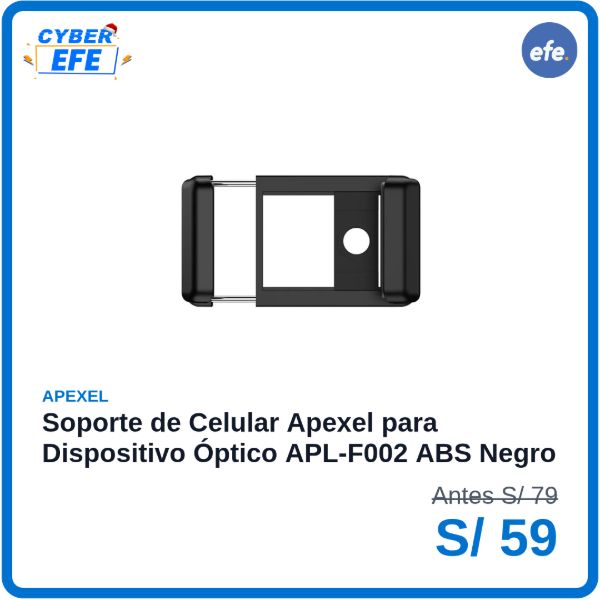 CYBER
EFE
efe.
APEXEL
Soporte de Celular Apexel para
Dispositivo Óptico APL-F002 ABS Negro
Antes S/ 79
S/ 59